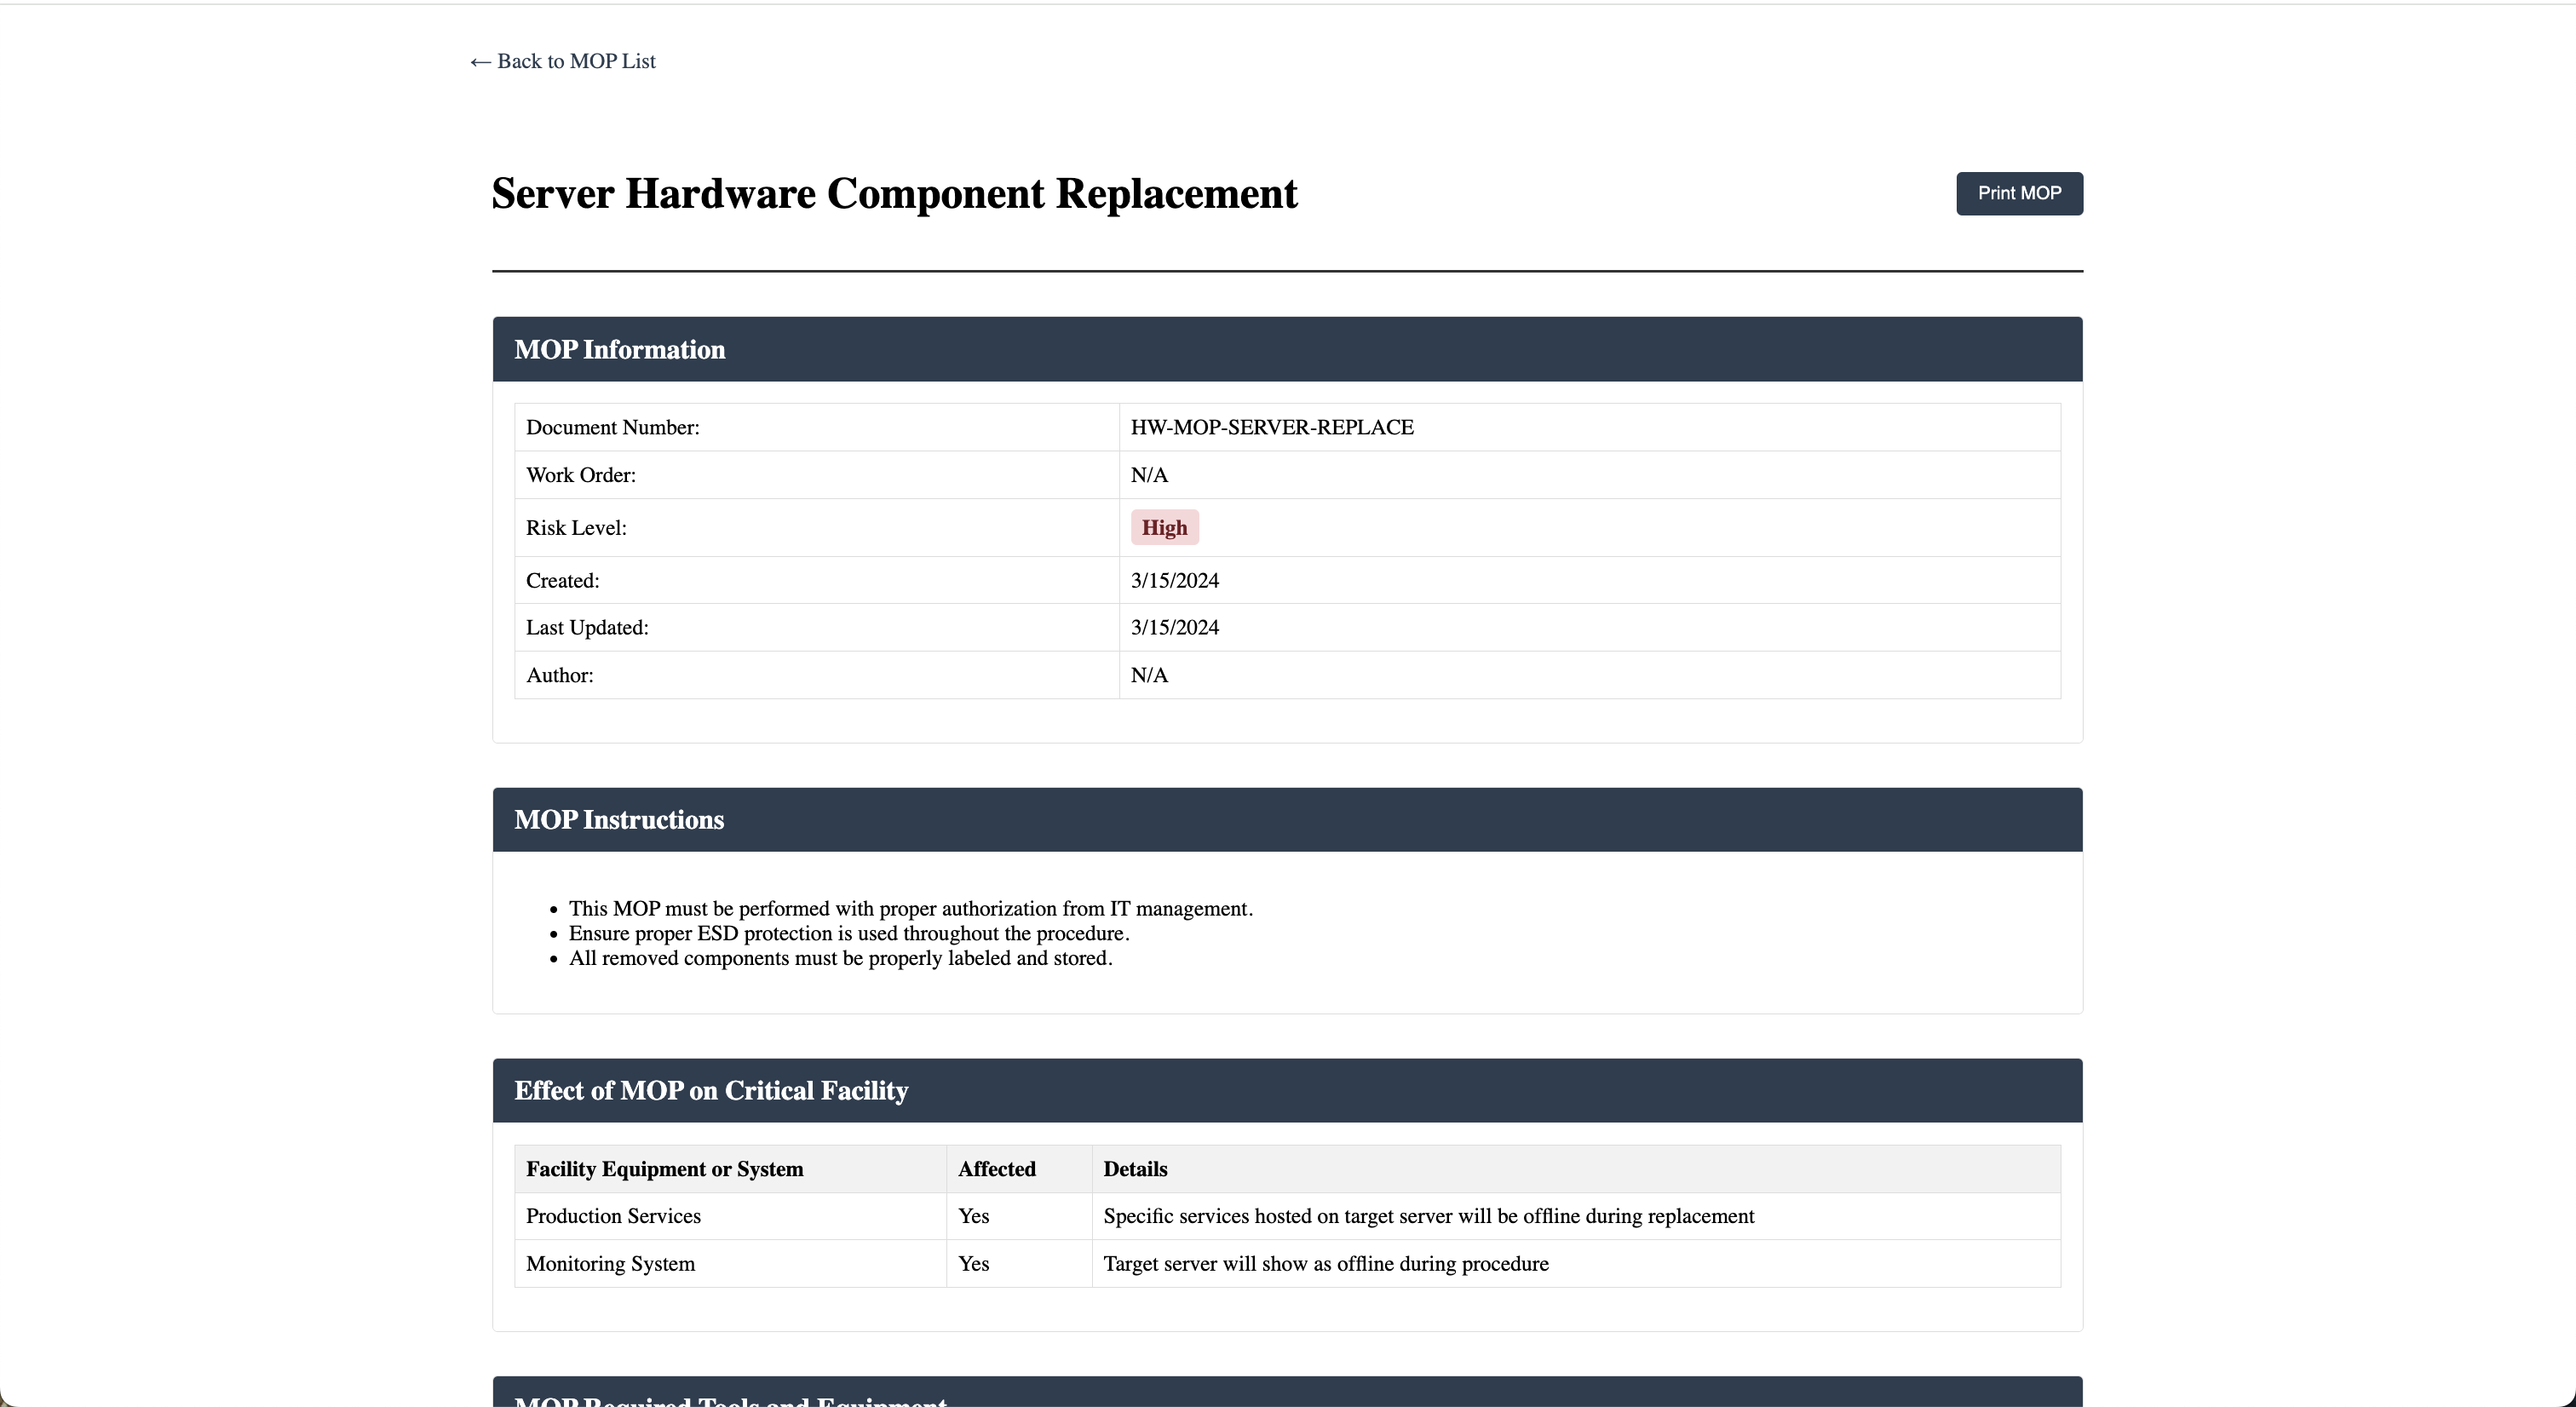 ← Back to MOP List
Server Hardware Component Replacement
Print MOP
MOP Information
Document Number: HW-MOP-SERVER-REPLACE
Work Order: N/A
Risk Level: High
Created: 3/15/2024
Last Updated: 3/15/2024
Author: N/A
MOP Instructions
• This MOP must be performed with proper authorization from IT management.
• Ensure proper ESD protection is used throughout the procedure.
• All removed components must be properly labeled and stored.
Effect of MOP on Critical Facility
Facility Equipment or System Affected Details
Production Services Yes Specific services hosted on target server will be offline during replacement
Monitoring System Yes Target server will show as offline during procedure
MOP Required Tools and Equipment